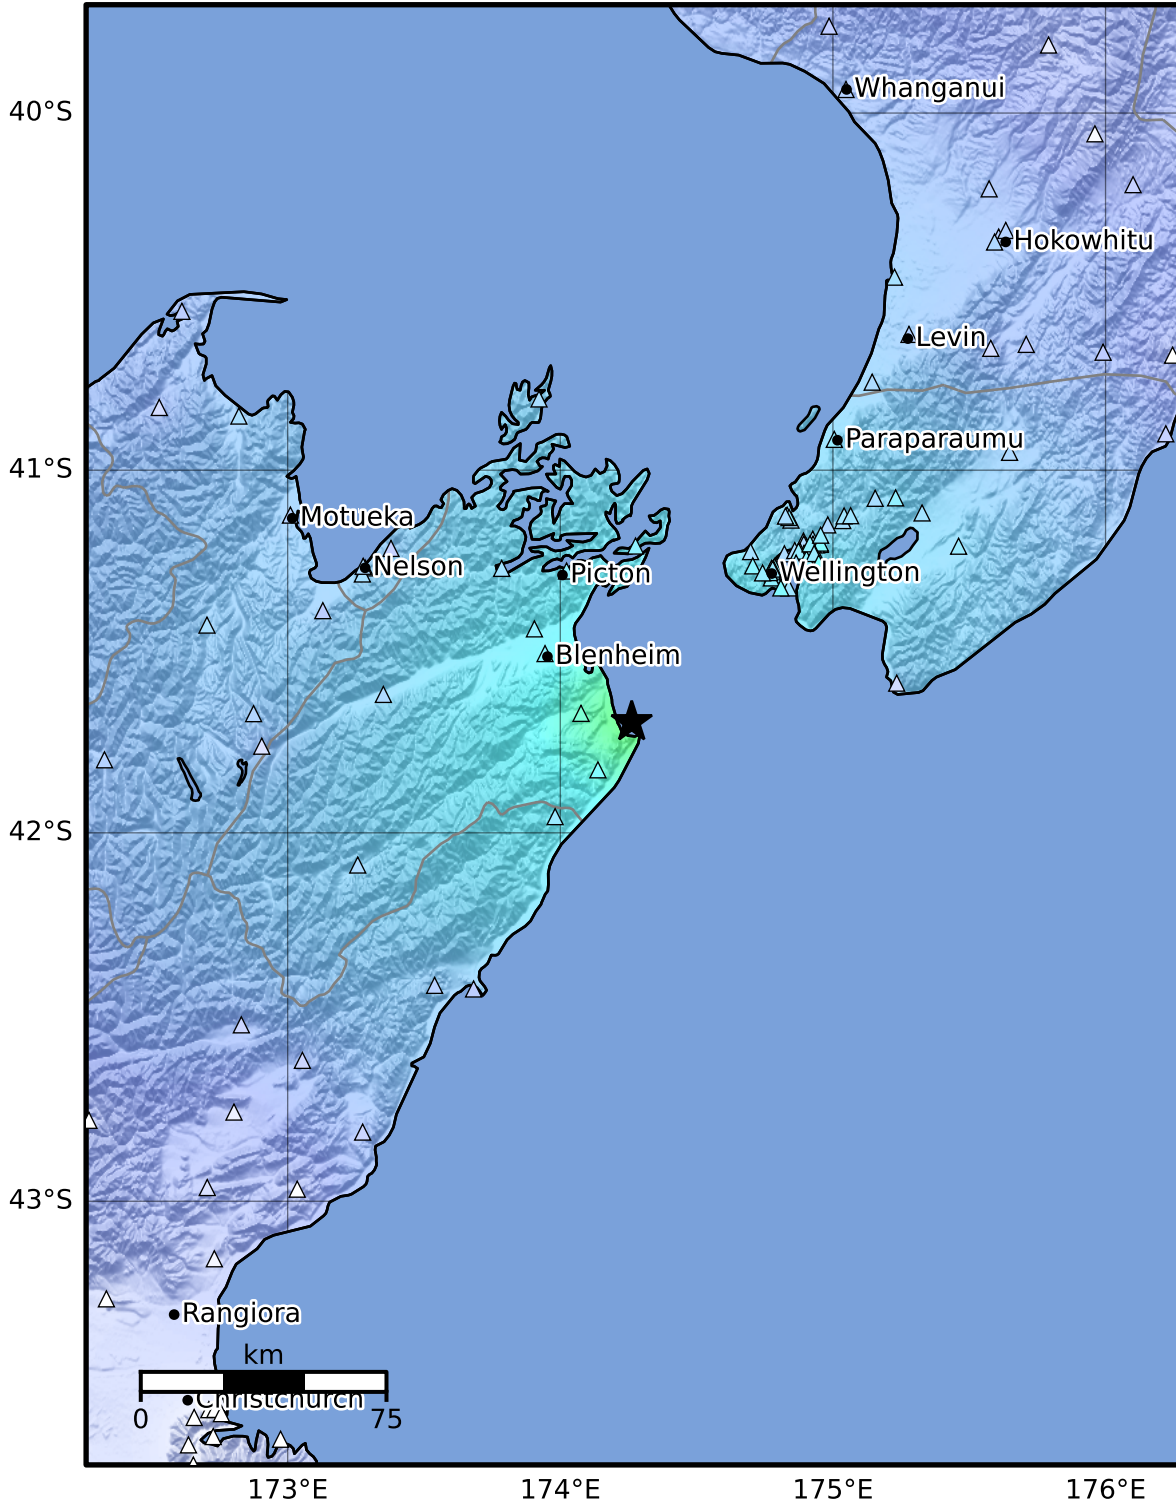 Whanganui
40°S
Hokowhitu
Levin
Paraparaumu
41°S
Motueka
Nelson
Picton
Wellington
Blenheim
42°S
43°S
Rangiora
km
Christchurch
0 75
173°E 174°E 175°E 176°E